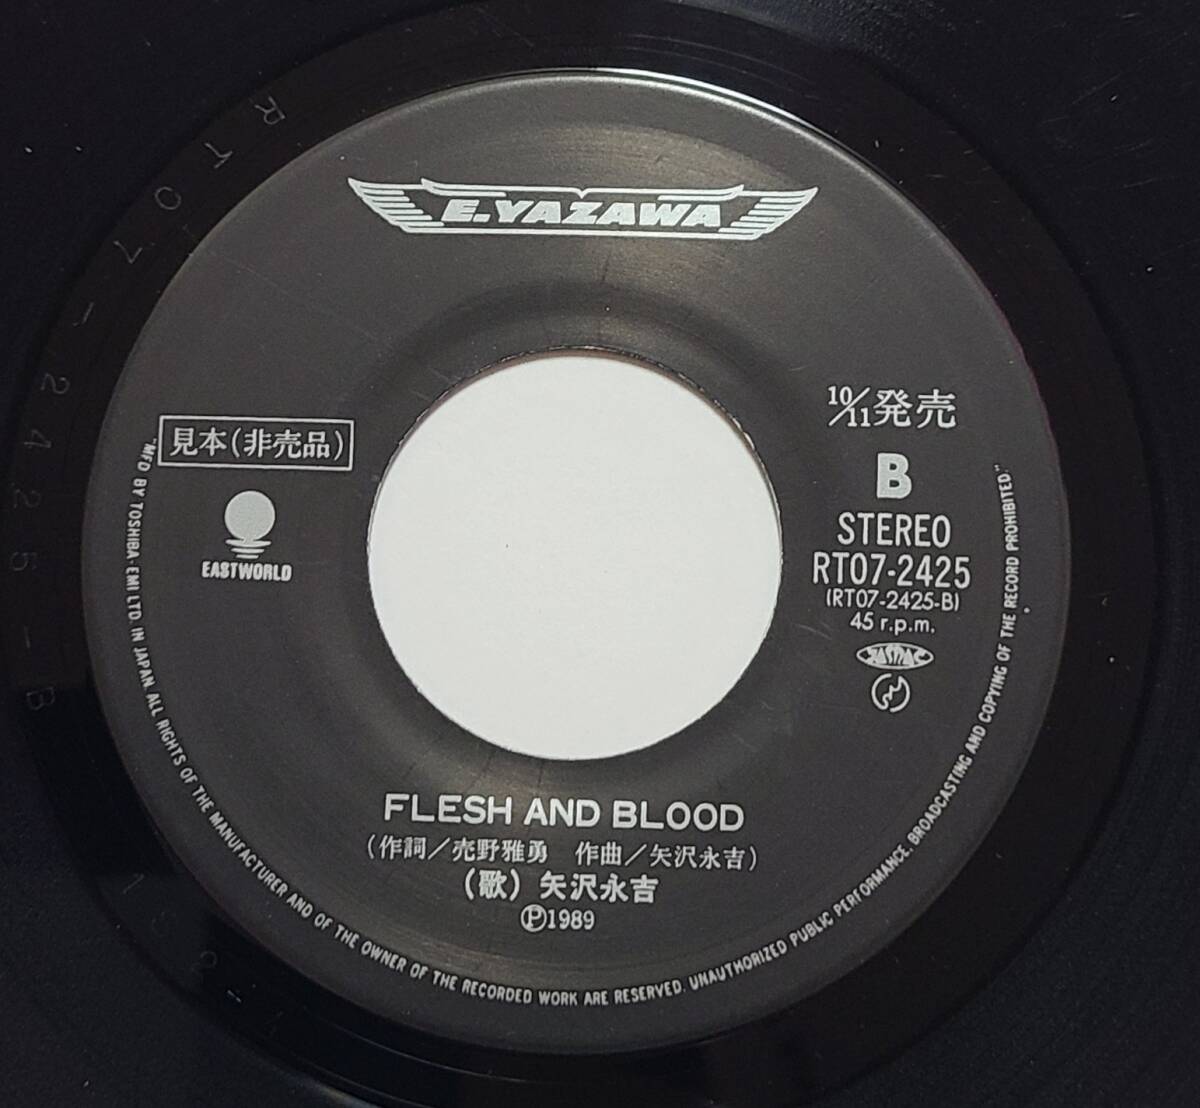 E.YAZAWA
10/11発売
見本(非売品)
B
STEREO
EASTWORLD
RT07-2425
(RT07-2425-B)
45 r.p.m.
JASRAC
FLESH AND BLOOD
(作詞/売野雅勇 作曲/矢沢永吉)
(歌) 矢沢永吉
Ⓟ1989
"MFD BY TOSHIBA-EMI LTD. IN JAPAN. ALL RIGHTS OF THE MANUFACTURER AND OF THE OWNER OF THE RECORDED WORK ARE RESERVED. UNAUTHORIZED PUBLIC PERFORMANCE, BROADCASTING AND COPYING OF THE RECORD PROHIBITED."
RT07-2425-B